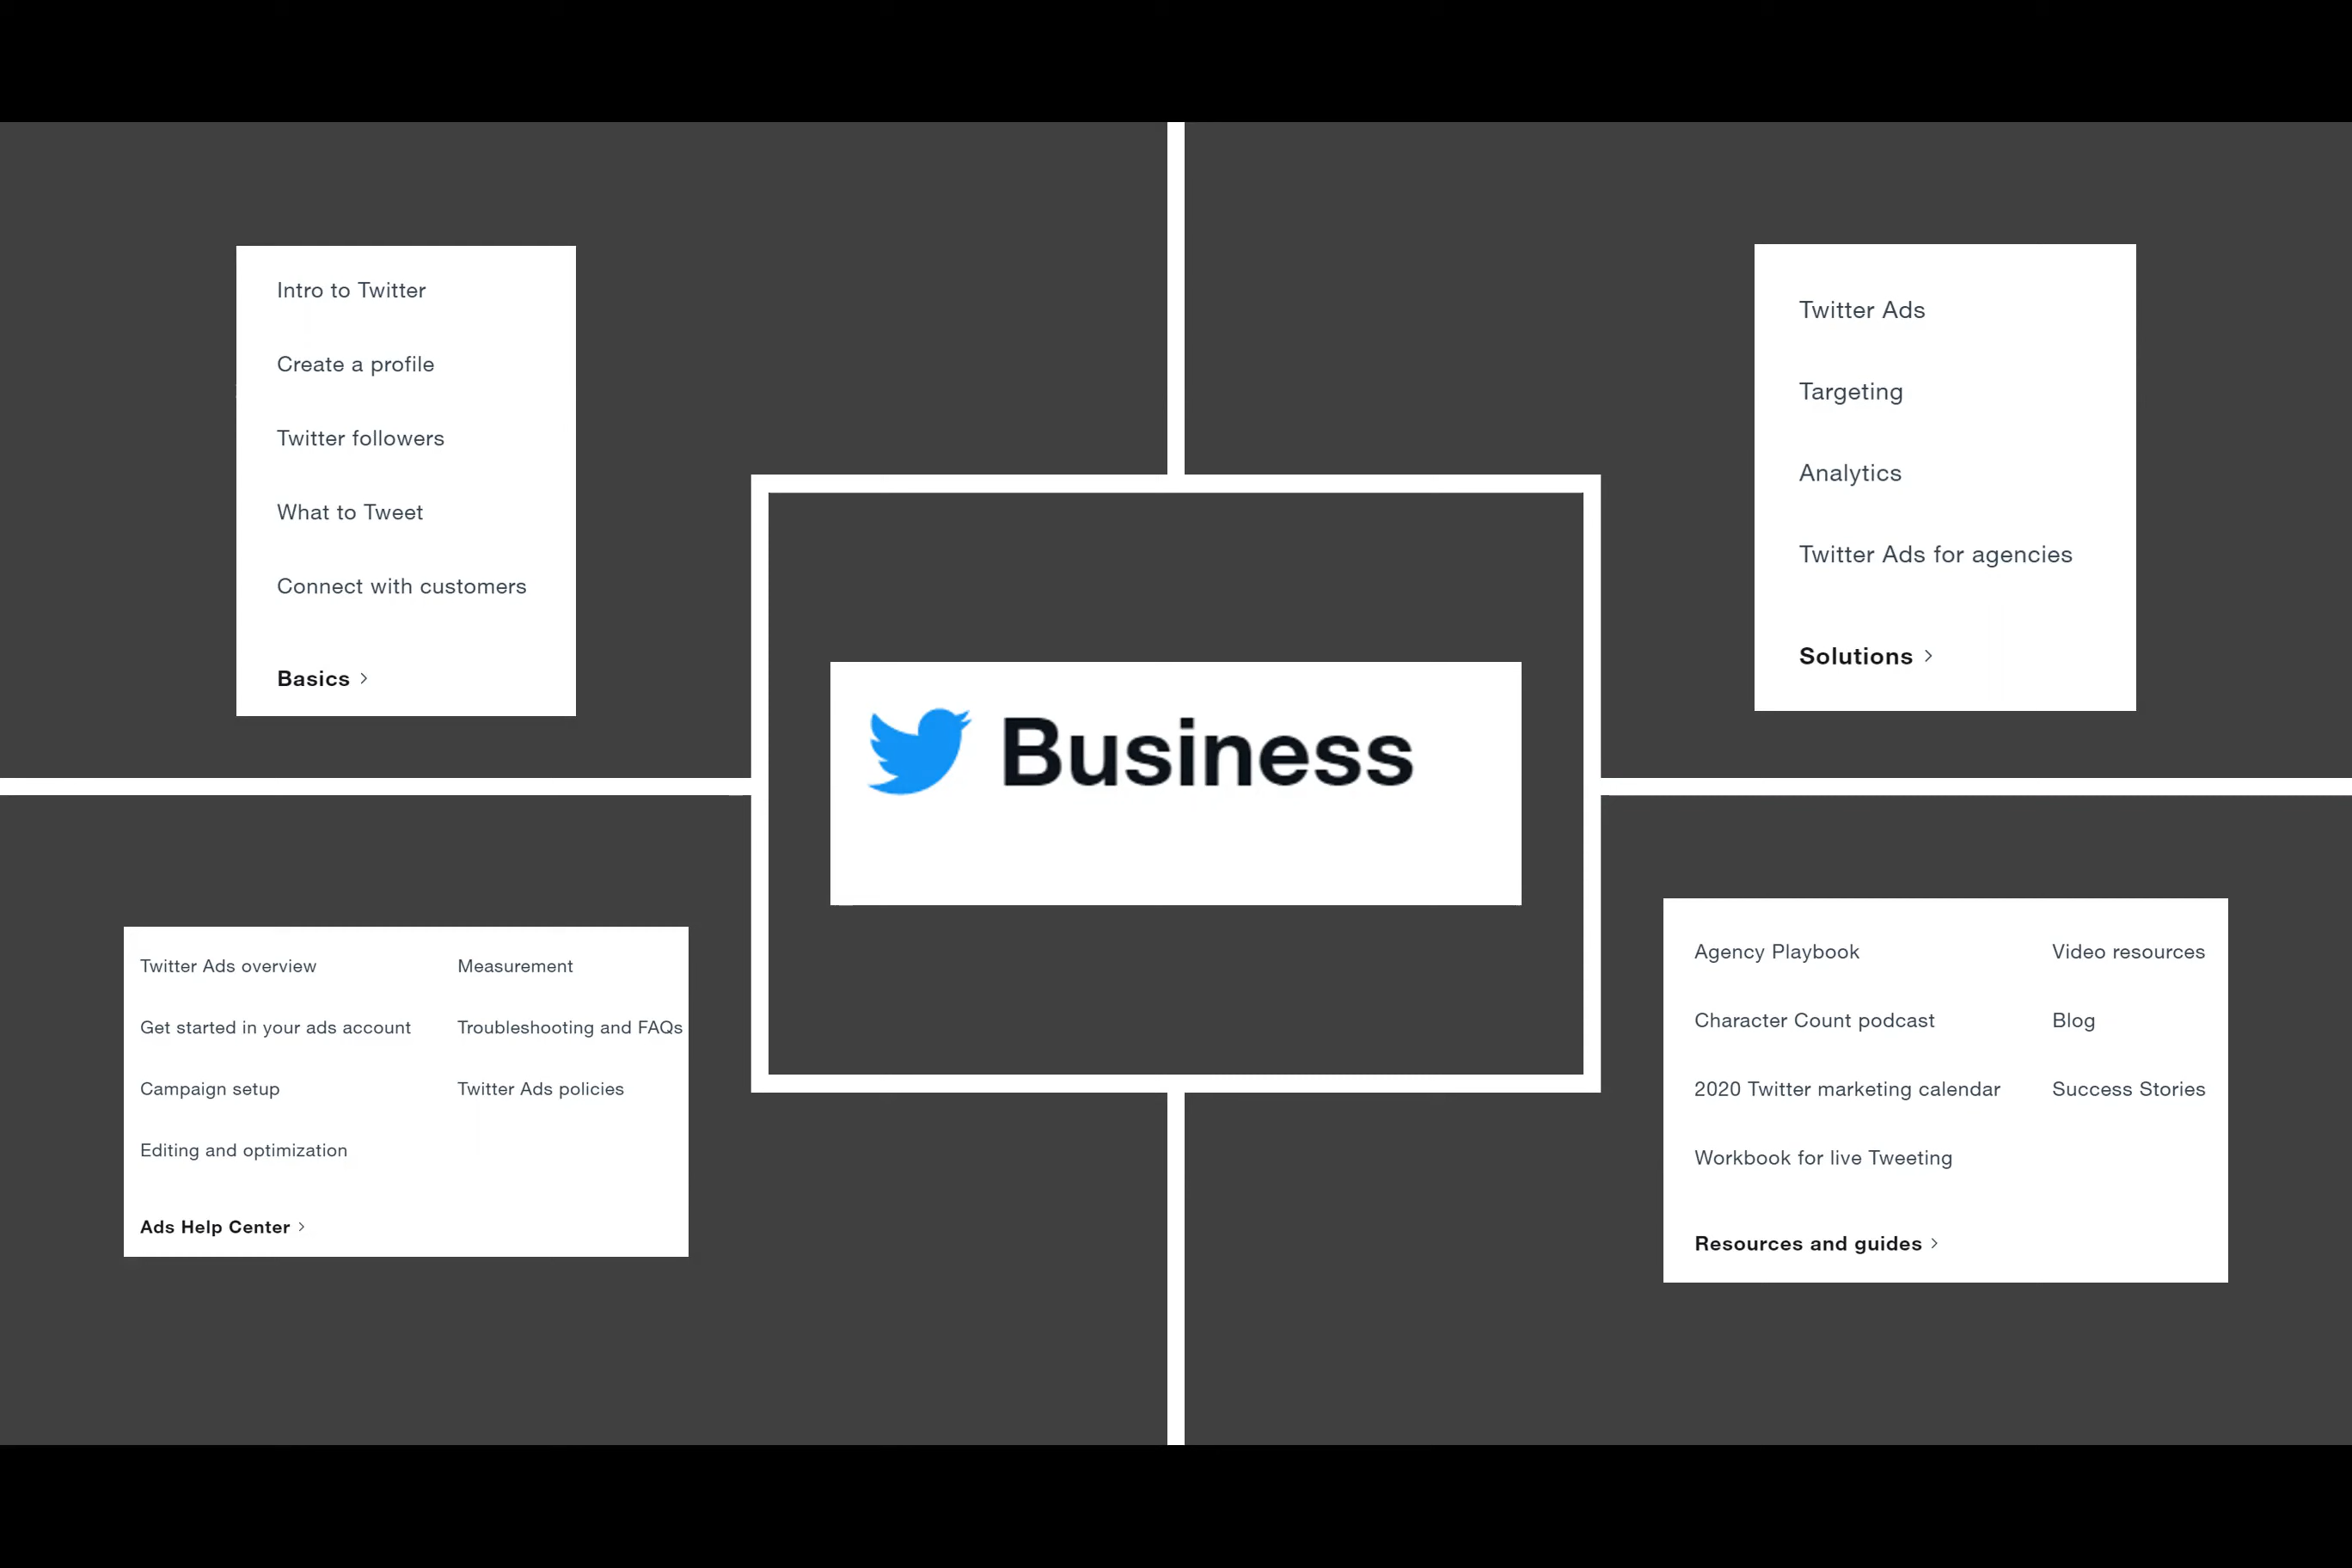 Intro to Twitter
Create a profile
Twitter followers
What to Tweet
Connect with customers
Basics
Twitter Ads
Targeting
Analytics
Twitter Ads for agencies
Solutions
Business
Twitter Ads overview
Get started in your ads account
Campaign setup
Editing and optimization
Measurement
Troubleshooting and FAQs
Twitter Ads policies
Ads Help Center
Agency Playbook
Character Count podcast
2020 Twitter marketing calendar
Workbook for live Tweeting
Video resources
Blog
Success Stories
Resources and guides